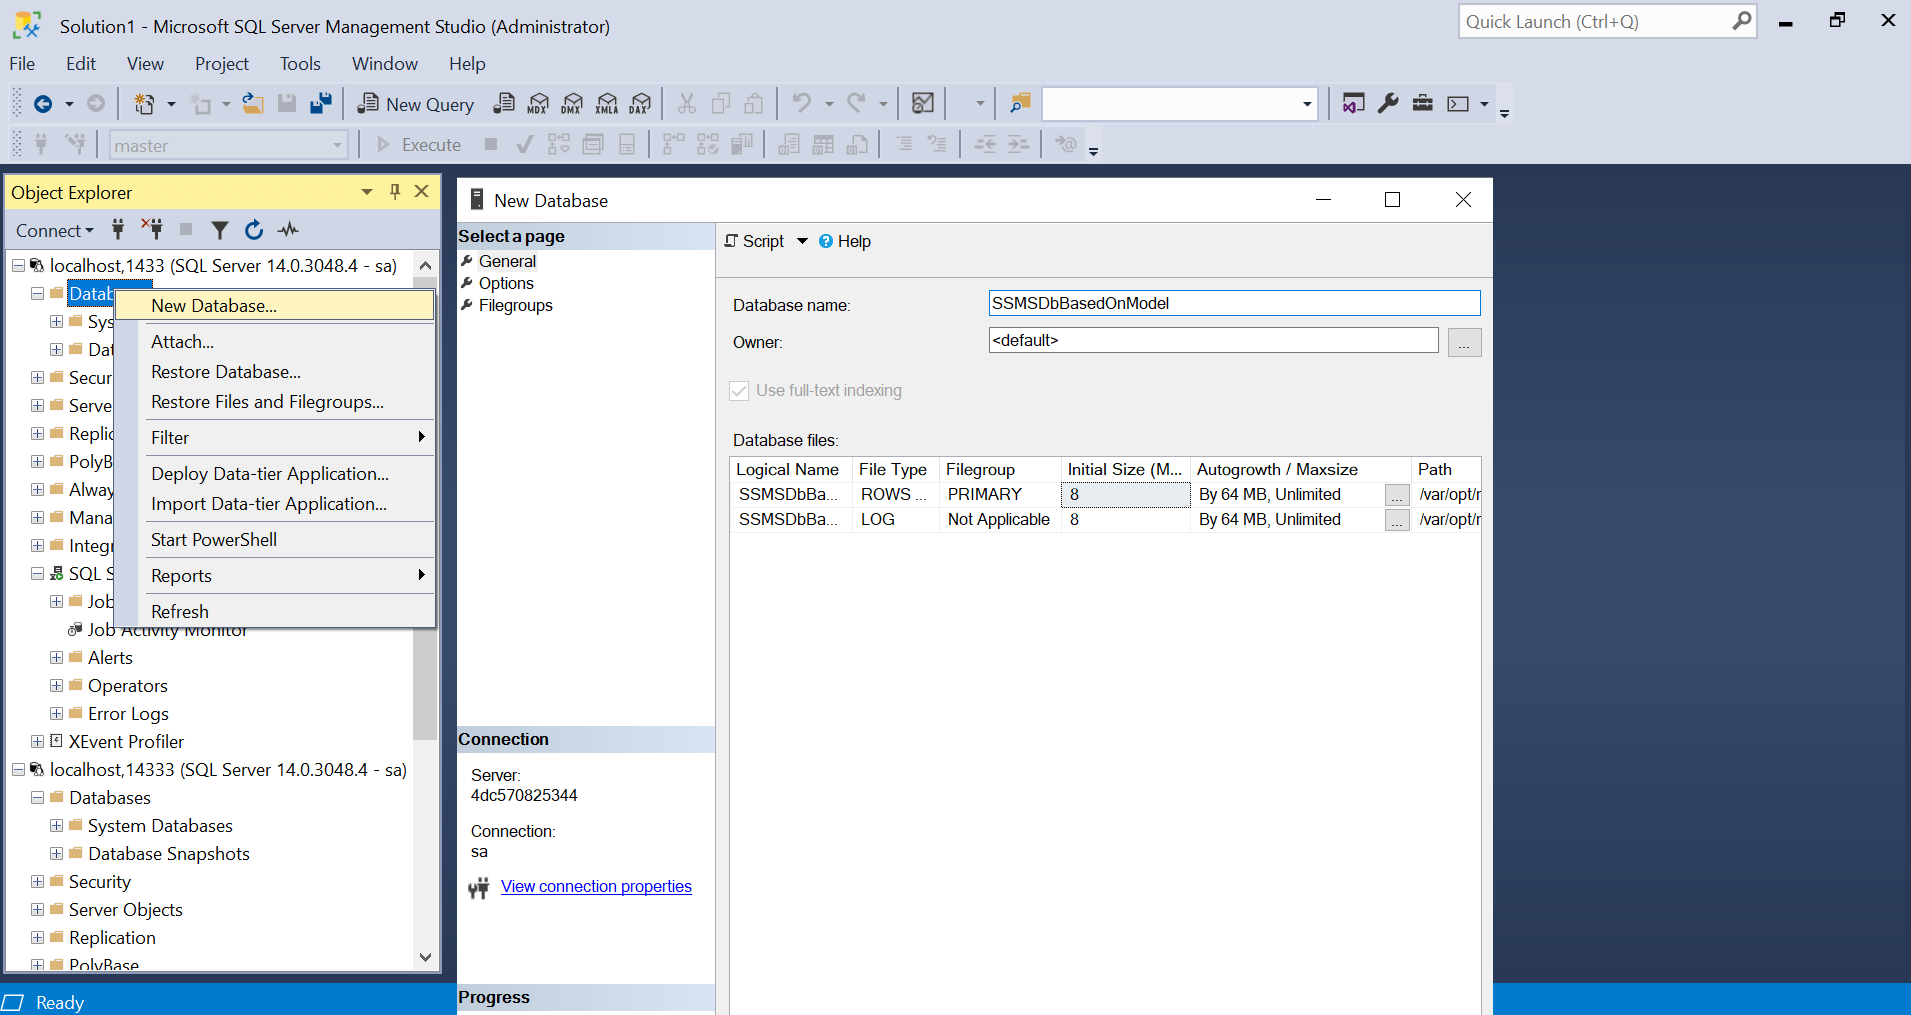 Solution1 - Microsoft SQL Server Management Studio (Administrator)
Quick Launch (Ctrl+Q)
File Edit View Project Tools Window Help
New Query MDX DMX XMLA DAX
master Execute
Object Explorer
Connect
localhost,1433 (SQL Server 14.0.3048.4 - sa)
Datab
Sys
Dat
Secur
Serve
Replic
PolyB
Alway
Mana
Integr
SQL S
Job
Job Activity Monitor
Alerts
Operators
Error Logs
XEvent Profiler
localhost,14333 (SQL Server 14.0.3048.4 - sa)
Databases
System Databases
Database Snapshots
Security
Server Objects
Replication
PolyBase
New Database...
Attach...
Restore Database...
Restore Files and Filegroups...
Filter
Deploy Data-tier Application...
Import Data-tier Application...
Start PowerShell
Reports
Refresh
New Database
Select a page
General
Options
Filegroups
Connection
Server:
4dc570825344
Connection:
sa
View connection properties
Progress
Script Help
Database name: SSMSDbBasedOnModel
Owner: <default> ...
Use full-text indexing
Database files:
Logical Name File Type Filegroup Initial Size (M... Autogrowth / Maxsize Path
SSMSDbBa... ROWS ... PRIMARY 8 By 64 MB, Unlimited ... /var/opt/r
SSMSDbBa... LOG Not Applicable 8 By 64 MB, Unlimited ... /var/opt/r
Ready